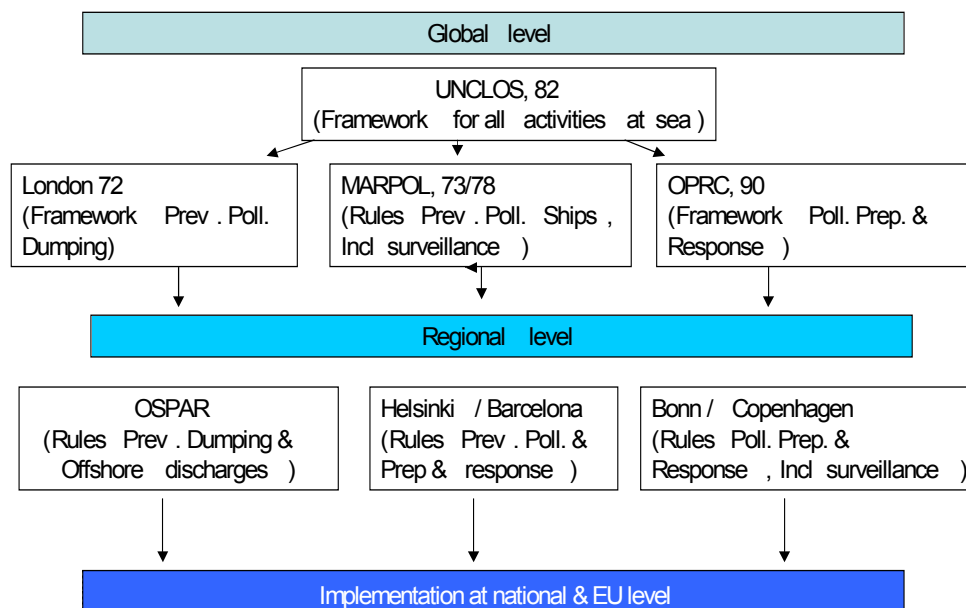 Global level
UNCLOS, 82
(Framework for all activities at sea )
London 72
(Framework Prev . Poll.
Dumping)
MARPOL, 73/78
(Rules Prev . Poll. Ships ,
Incl surveillance )
OPRC, 90
(Framework Poll. Prep. &
Response )
Regional level
OSPAR
(Rules Prev . Dumping &
Offshore discharges )
Helsinki / Barcelona
(Rules Prev . Poll. &
Prep & response )
Bonn / Copenhagen
(Rules Poll. Prep. &
Response , Incl surveillance )
Implementation at national & EU level